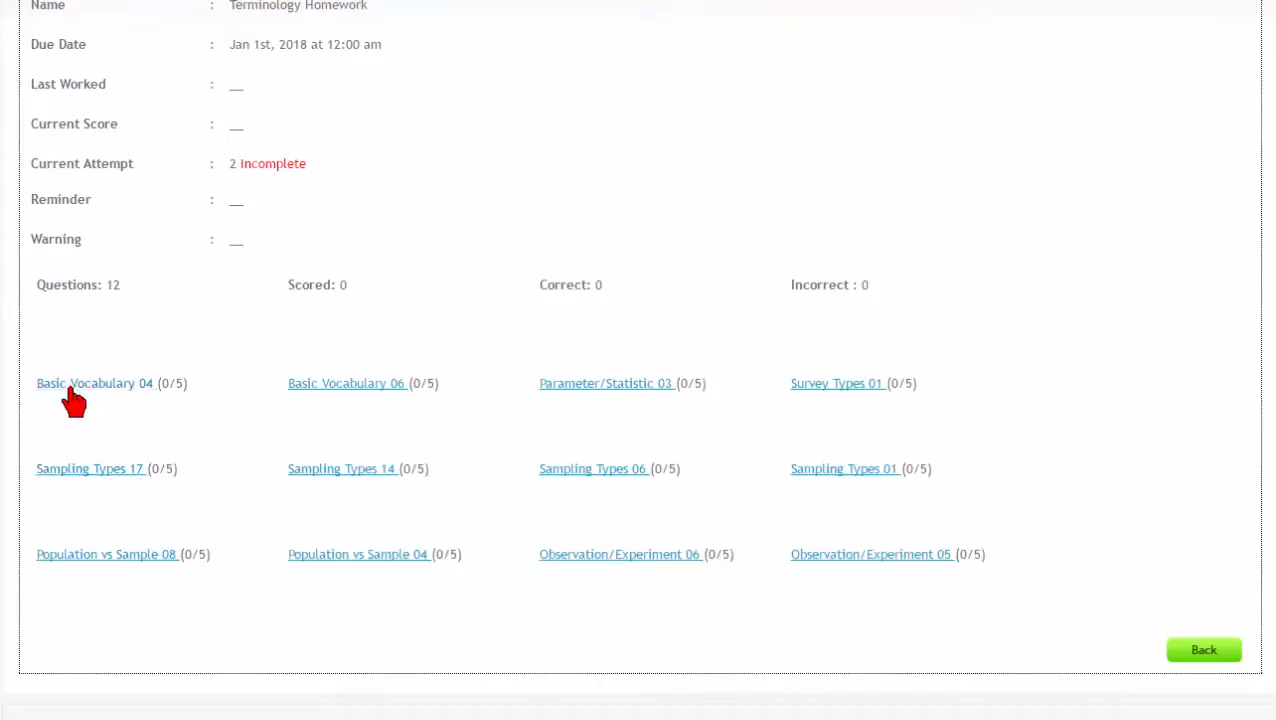 Name : Terminology Homework
Due Date : Jan 1st, 2018 at 12:00 am
Last Worked : __
Current Score : __
Current Attempt : 2 Incomplete
Reminder : __
Warning : __
Questions: 12 Scored: 0 Correct: 0 Incorrect : 0
Basic Vocabulary 04 (0/5) Basic Vocabulary 06 (0/5) Parameter/Statistic 03 (0/5) Survey Types 01 (0/5)
Sampling Types 17 (0/5) Sampling Types 14 (0/5) Sampling Types 06 (0/5) Sampling Types 01 (0/5)
Population vs Sample 08 (0/5) Population vs Sample 04 (0/5) Observation/Experiment 06 (0/5) Observation/Experiment 05 (0/5)
Back